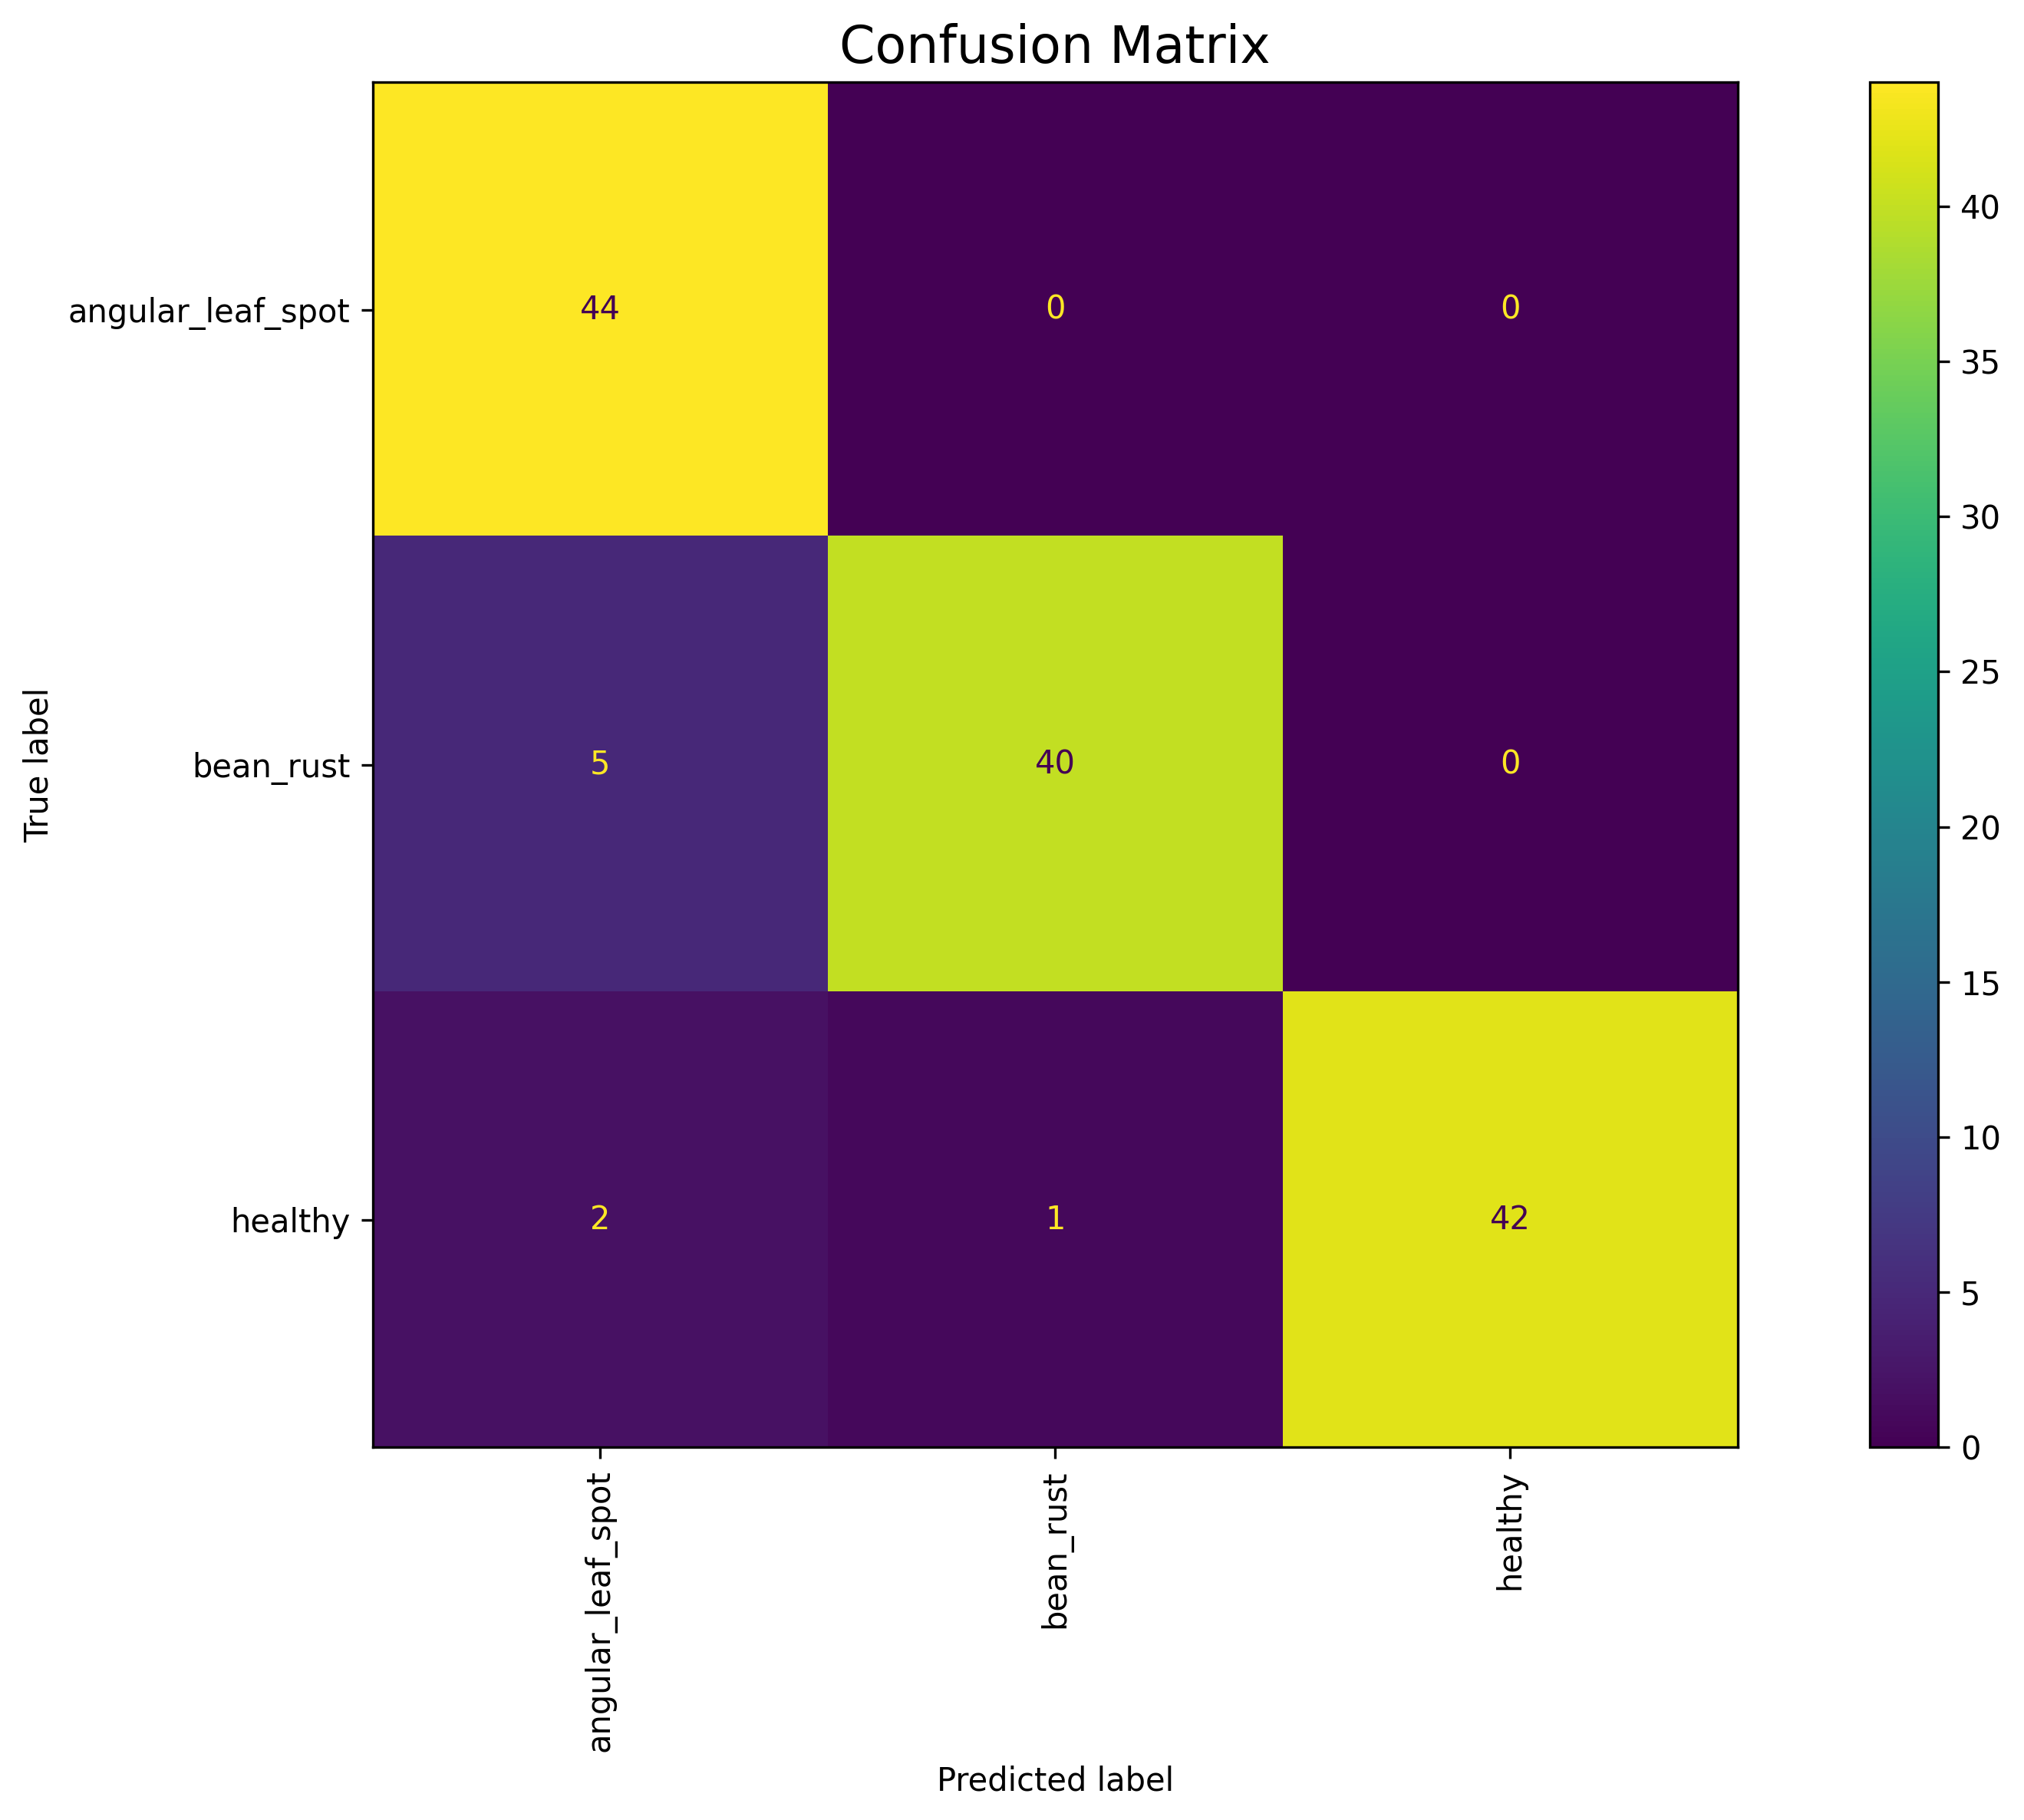 Confusion Matrix
angular_leaf_spot 44 0 0
bean_rust 5 40 0
healthy 2 1 42
True label
angular_leaf_spot bean_rust healthy
Predicted label
40
35
30
25
20
15
10
5
0